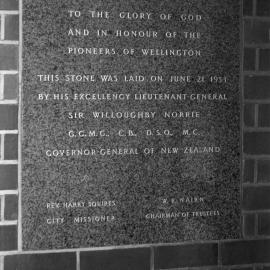 TO THE GLORY OF GOD
AND IN HONOUR OF THE
PIONEERS OF WELLINGTON
THIS STONE WAS LAID ON JUNE 21, 1954
BY HIS EXCELLENCY LIEUTENANT-GENERAL
SIR WILLOUGHBY NORRIE
G.C.M.G., C.B., D.S.O., M.C.,
GOVERNOR-GENERAL OF NEW ZEALAND
REV. HARRY SQUIRES
CITY MISSIONER
W. R. NAIRN
CHAIRMAN OF TRUSTEES